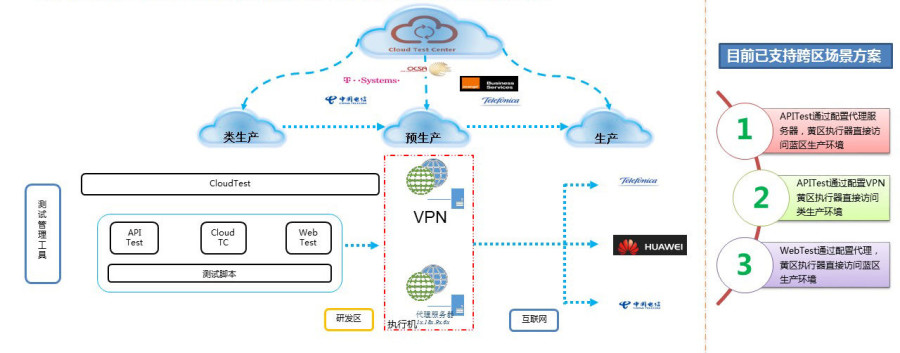 Cloud Test Center
OCSA
T··Systems·
Business
Services
中国电信
Telefónica
类生产
预生产
生产
CloudTest
测试管理工具
API
Test
Cloud
TC
Web
Test
测试脚本
VPN
代理服务器
执行机
研发区
互联网
Telefónica
HUAWEI
中国电信
目前已支持跨区场景方案
1
APITest通过配置代理服
务器，黄区执行器直接访
问蓝区生产环境
2
APITest通过配置VPN
黄区执行器直接访问
类生产环境
3
WebTest通过配置代理，
黄区执行器直接访问蓝区
生产环境